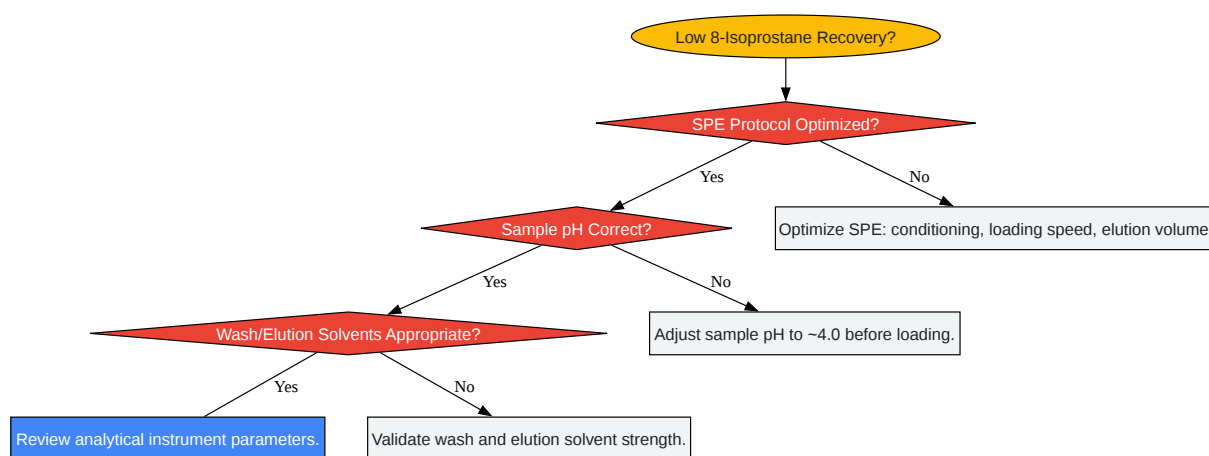 Low 8-Isoprostane Recovery?
SPE Protocol Optimized?
Yes
No
Sample pH Correct?
Optimize SPE: conditioning, loading speed, elution volume
Yes
No
Wash/Elution Solvents Appropriate?
Adjust sample pH to ~4.0 before loading.
Yes
No
Review analytical instrument parameters.
Validate wash and elution solvent strength.